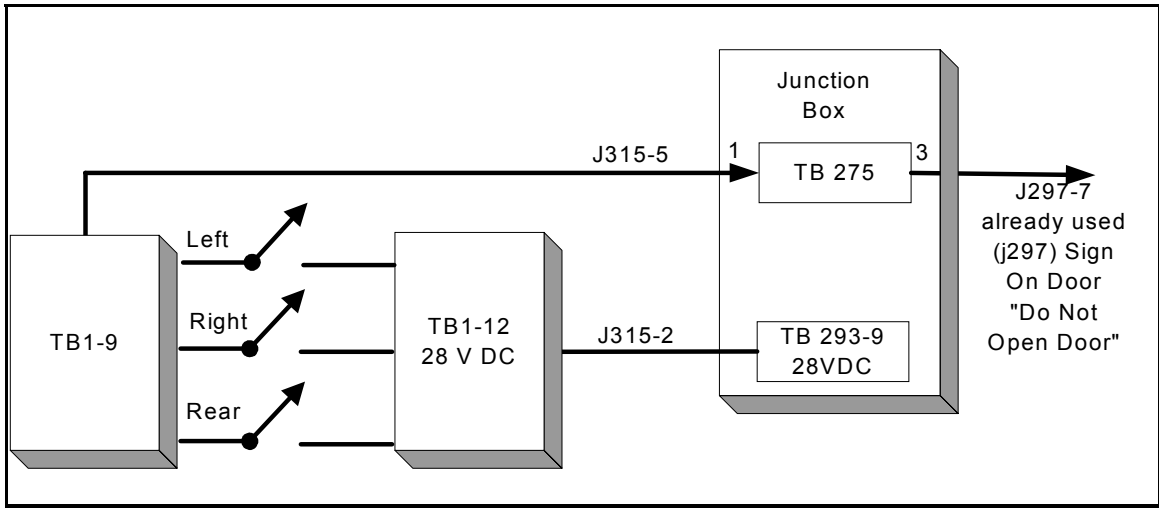 Junction
Box
J315-5
1
3
TB 275
J297-7
already used
(j297) Sign
On Door
"Do Not
Open Door"
Left
Right
Rear
TB1-9
TB1-12
28 V DC
J315-2
TB 293-9
28VDC